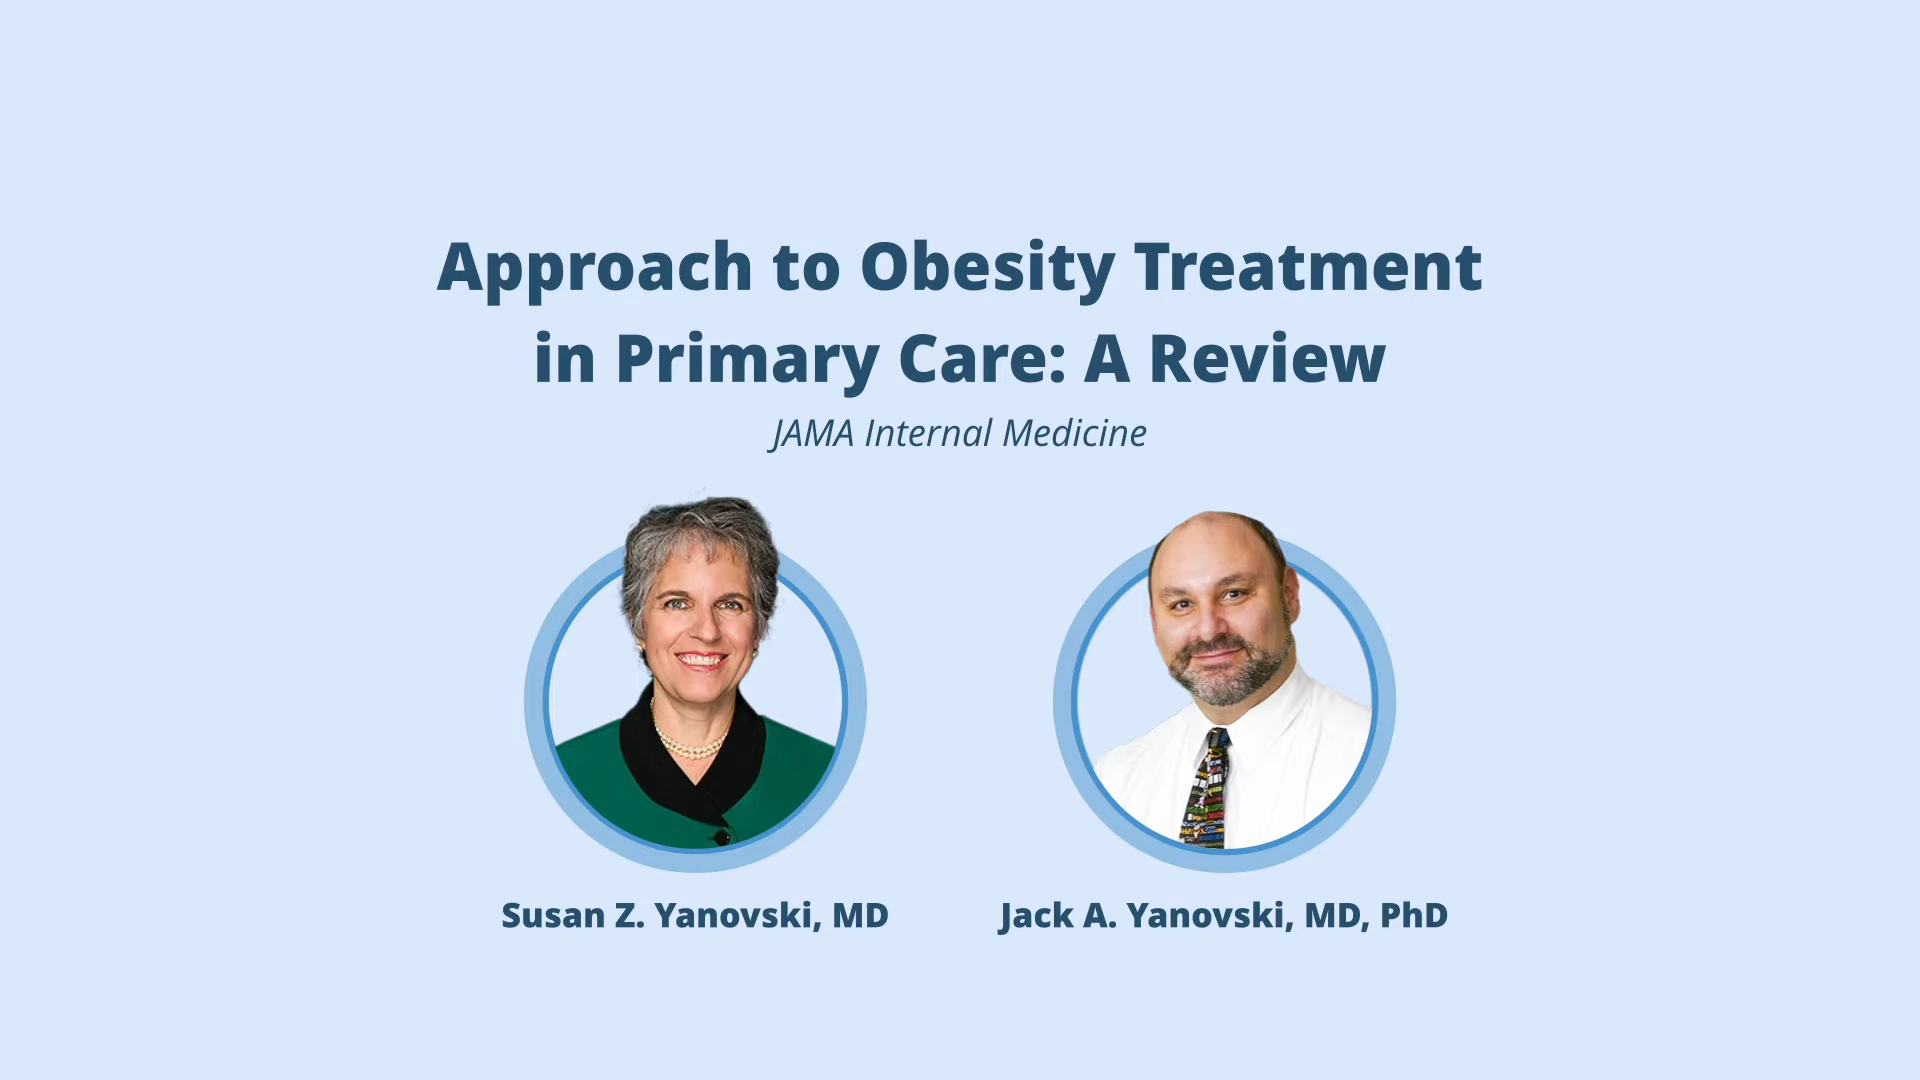 Approach to Obesity Treatment
in Primary Care: A Review
JAMA Internal Medicine
Susan Z. Yanovski, MD
Jack A. Yanovski, MD, PhD